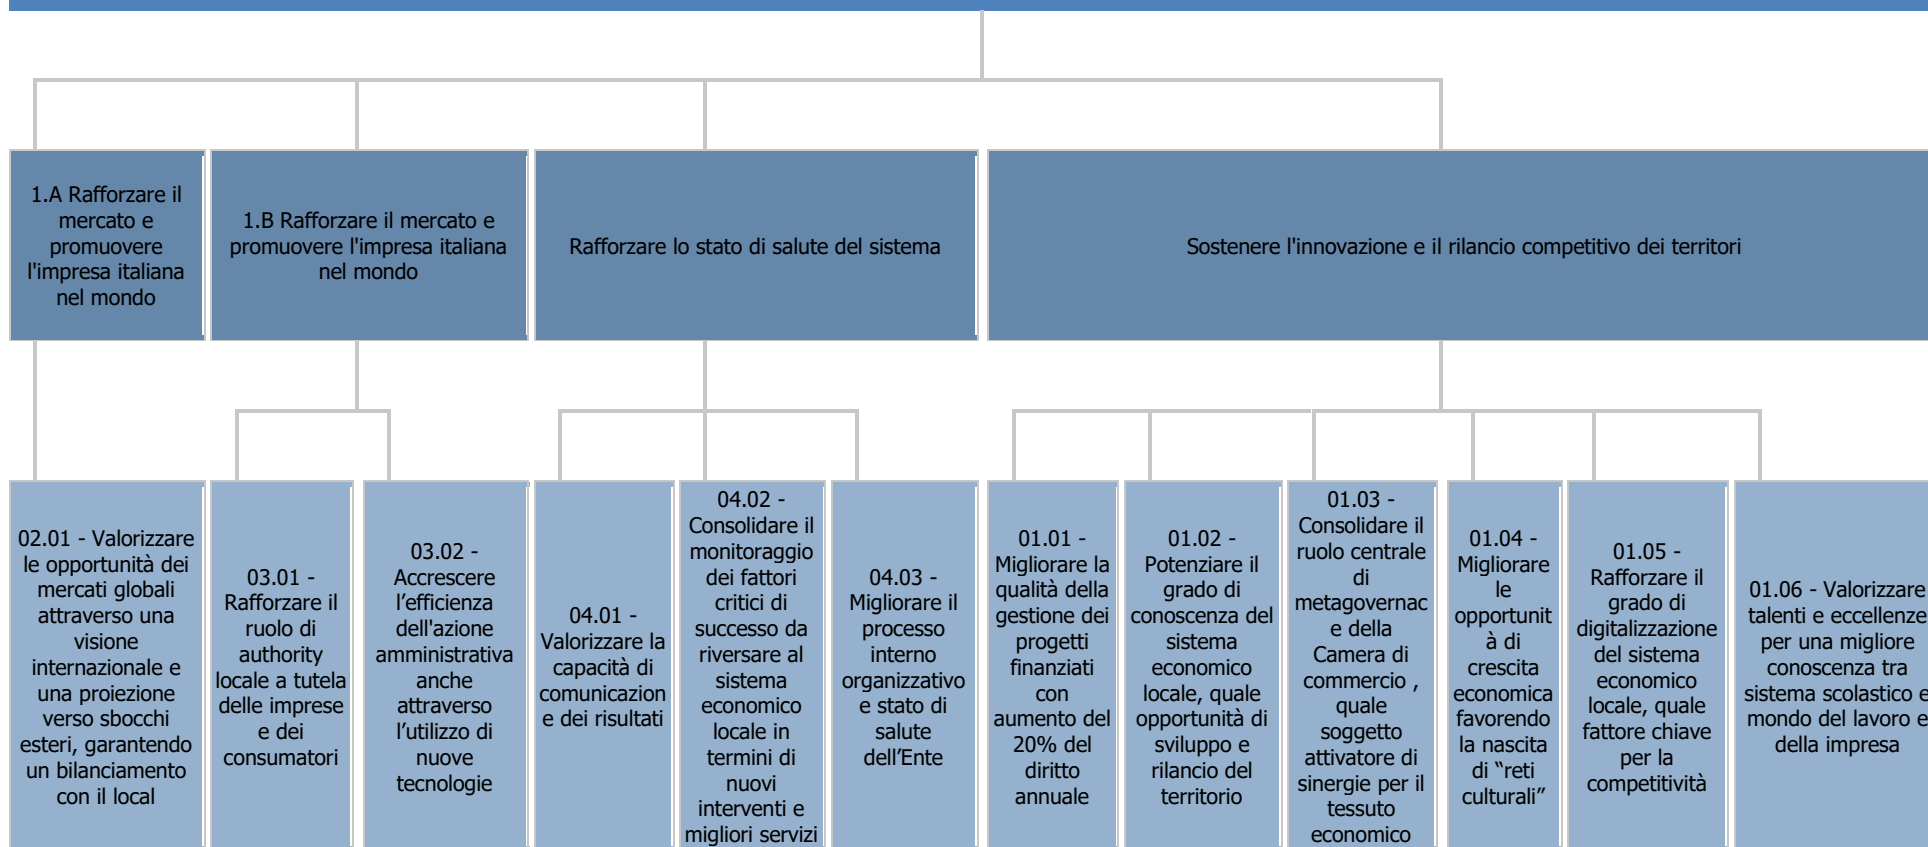 1.A Rafforzare il
mercato e
promuovere
l'impresa italiana
nel mondo
1.B Rafforzare il mercato e
promuovere l'impresa italiana
nel mondo
Rafforzare lo stato di salute del sistema
Sostenere l'innovazione e il rilancio competitivo dei territori
02.01 - Valorizzare
le opportunità dei
mercati globali
attraverso una
visione
internazionale e
una proiezione
verso sbocchi
esteri, garantendo
un bilanciamento
con il local
03.01 -
Rafforzare il
ruolo di
authority
locale a tutela
delle imprese
e dei
consumatori
03.02 -
Accrescere
l’efficienza
dell'azione
amministrativa
anche
attraverso
l’utilizzo di
nuove
tecnologie
04.01 -
Valorizzare la
capacità di
comunicazion
e dei risultati
04.02 -
Consolidare il
monitoraggio
dei fattori
critici di
successo da
riversare al
sistema
economico
locale in
termini di
nuovi
interventi e
migliori servizi
04.03 -
Migliorare il
processo
interno
organizzativo
e stato di
salute
dell’Ente
01.01 -
Migliorare la
qualità della
gestione dei
progetti
finanziati
con
aumento del
20% del
diritto
annuale
01.02 -
Potenziare il
grado di
conoscenza del
sistema
economico
locale, quale
opportunità di
sviluppo e
rilancio del
territorio
01.03 -
Consolidare il
ruolo centrale
di
metagovernac
e della
Camera di
commercio ,
quale
soggetto
attivatore di
sinergie per il
tessuto
economico
01.04 -
Migliorare
le
opportunit
à di
crescita
economica
favorendo
la nascita
di “reti
culturali”
01.05 -
Rafforzare il
grado di
digitalizzazione
del sistema
economico
locale, quale
fattore chiave
per la
competitività
01.06 - Valorizzare
talenti e eccellenze
per una migliore
conoscenza tra
sistema scolastico e
mondo del lavoro e
della impresa